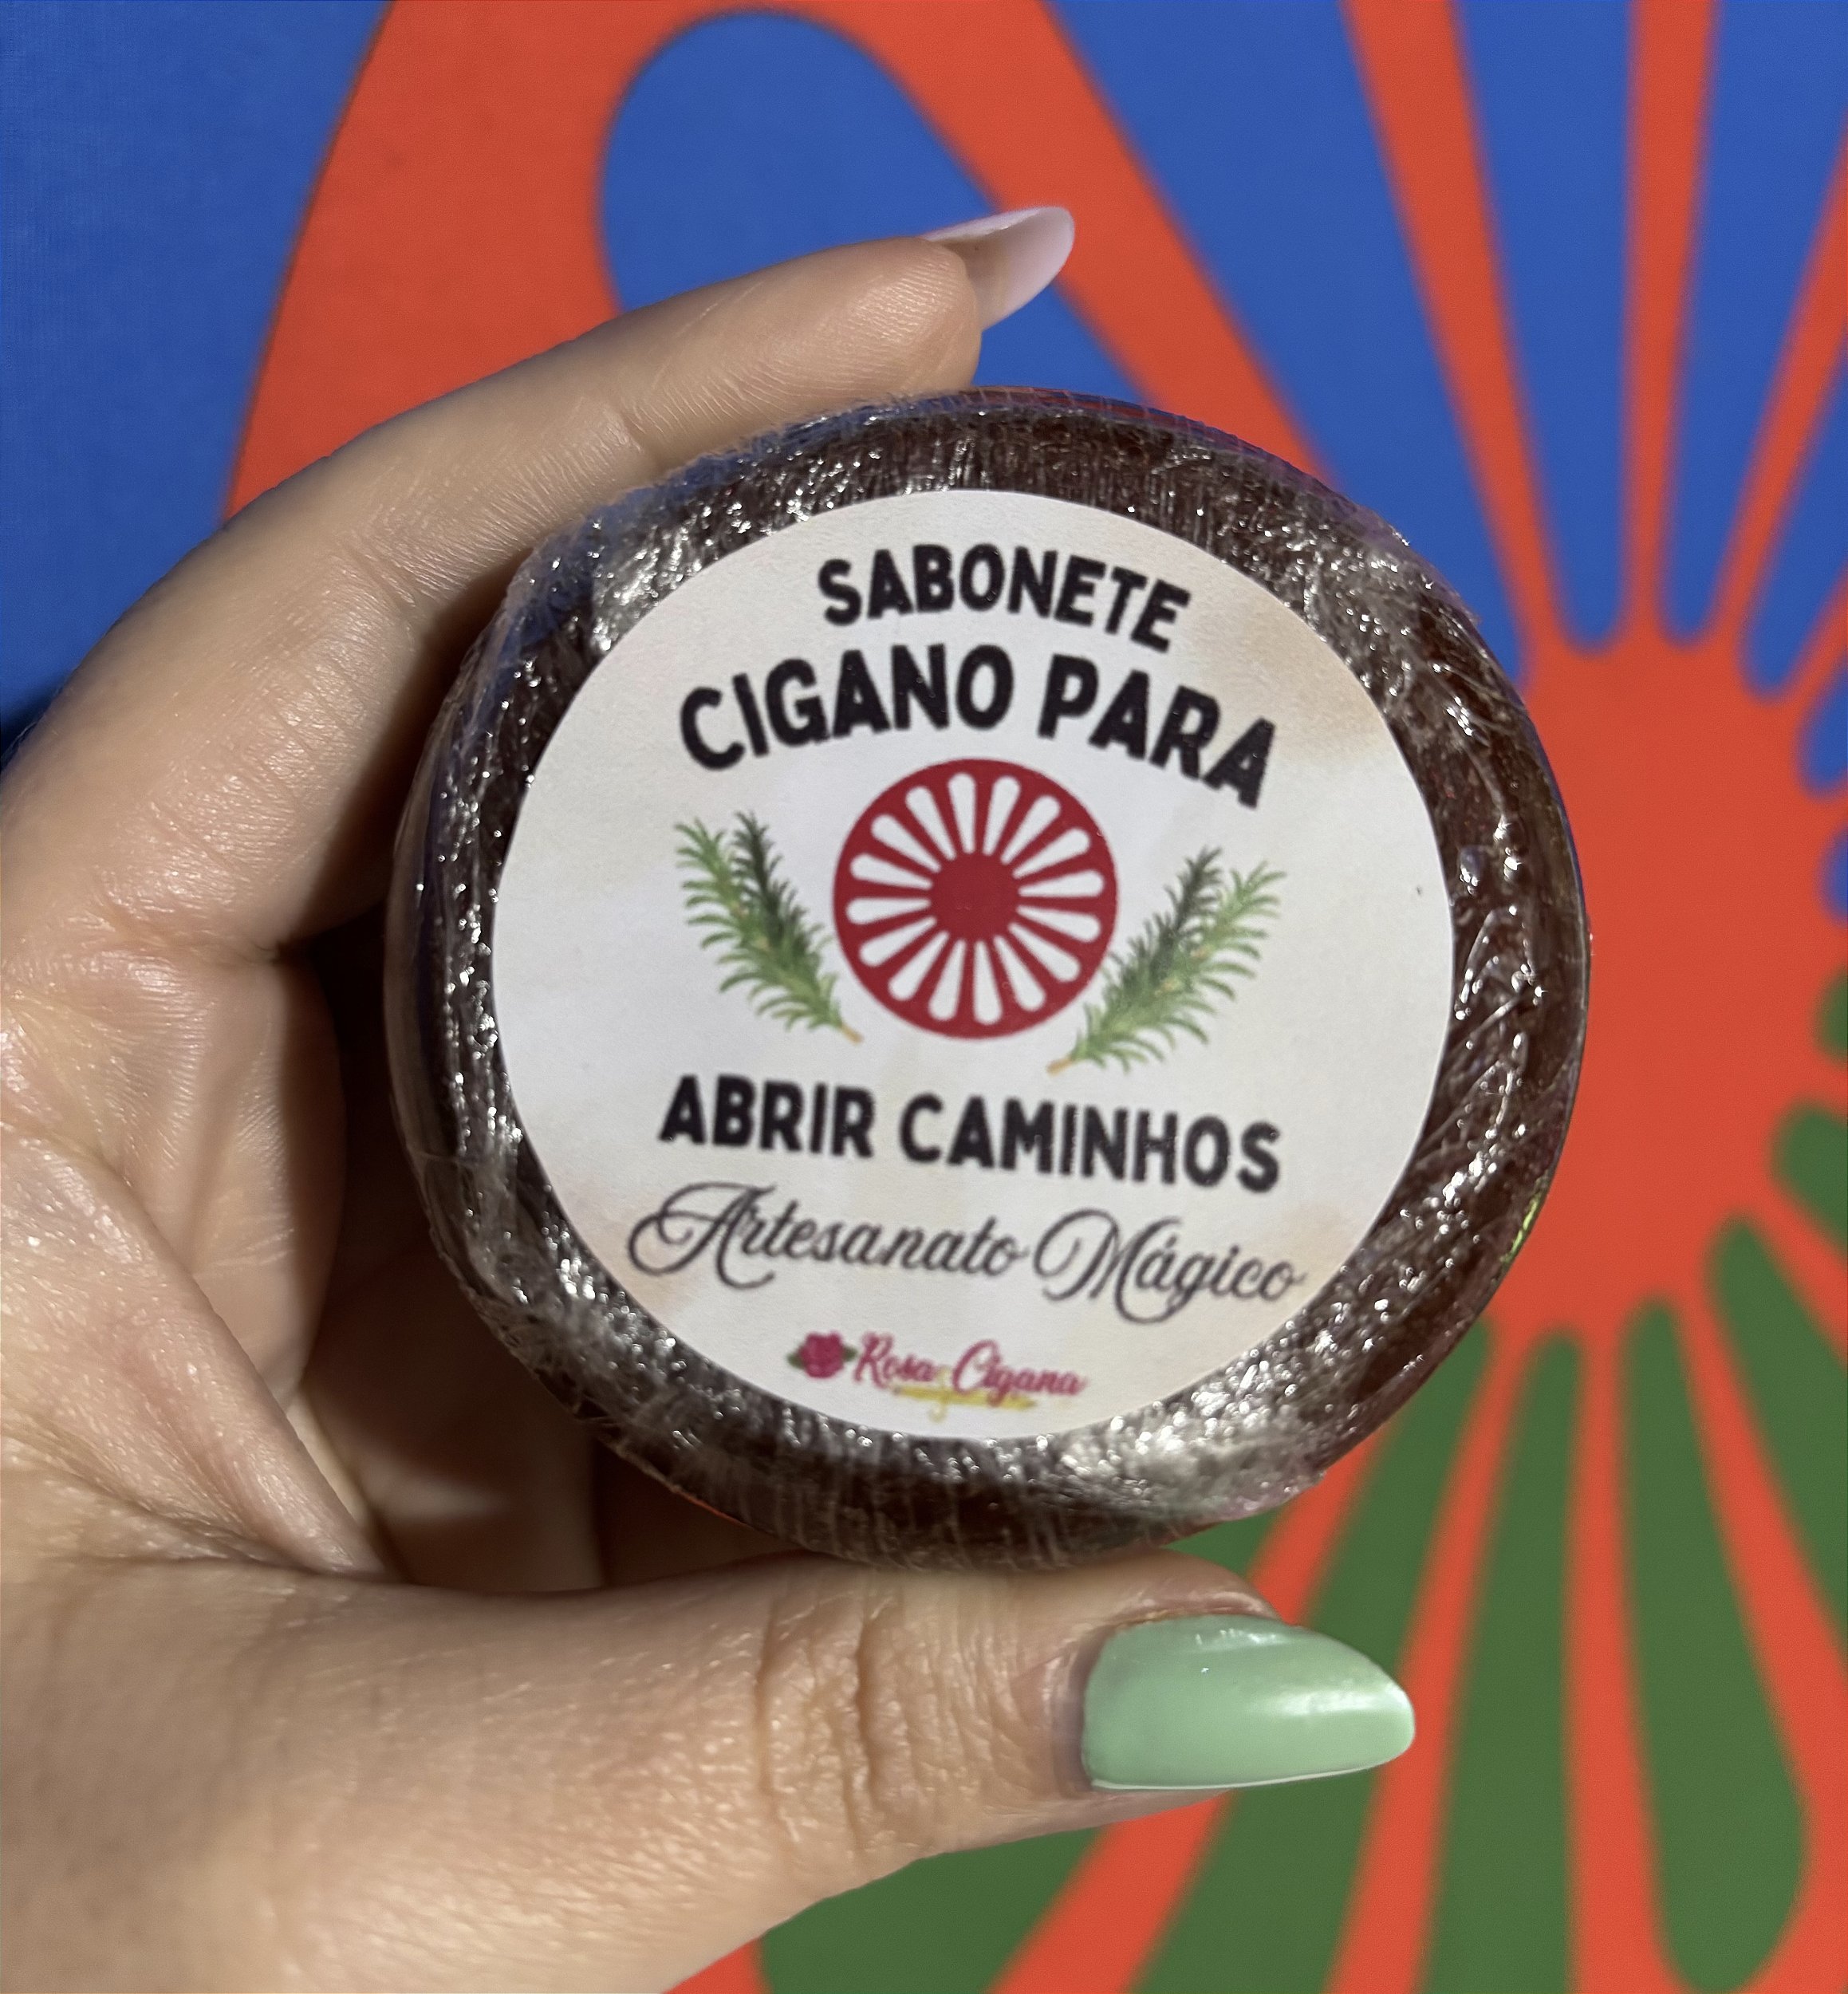 SABONETE
CIGANO PARA
ABRIR CAMINHOS
Artesanato Mágico
Rosa Cigana